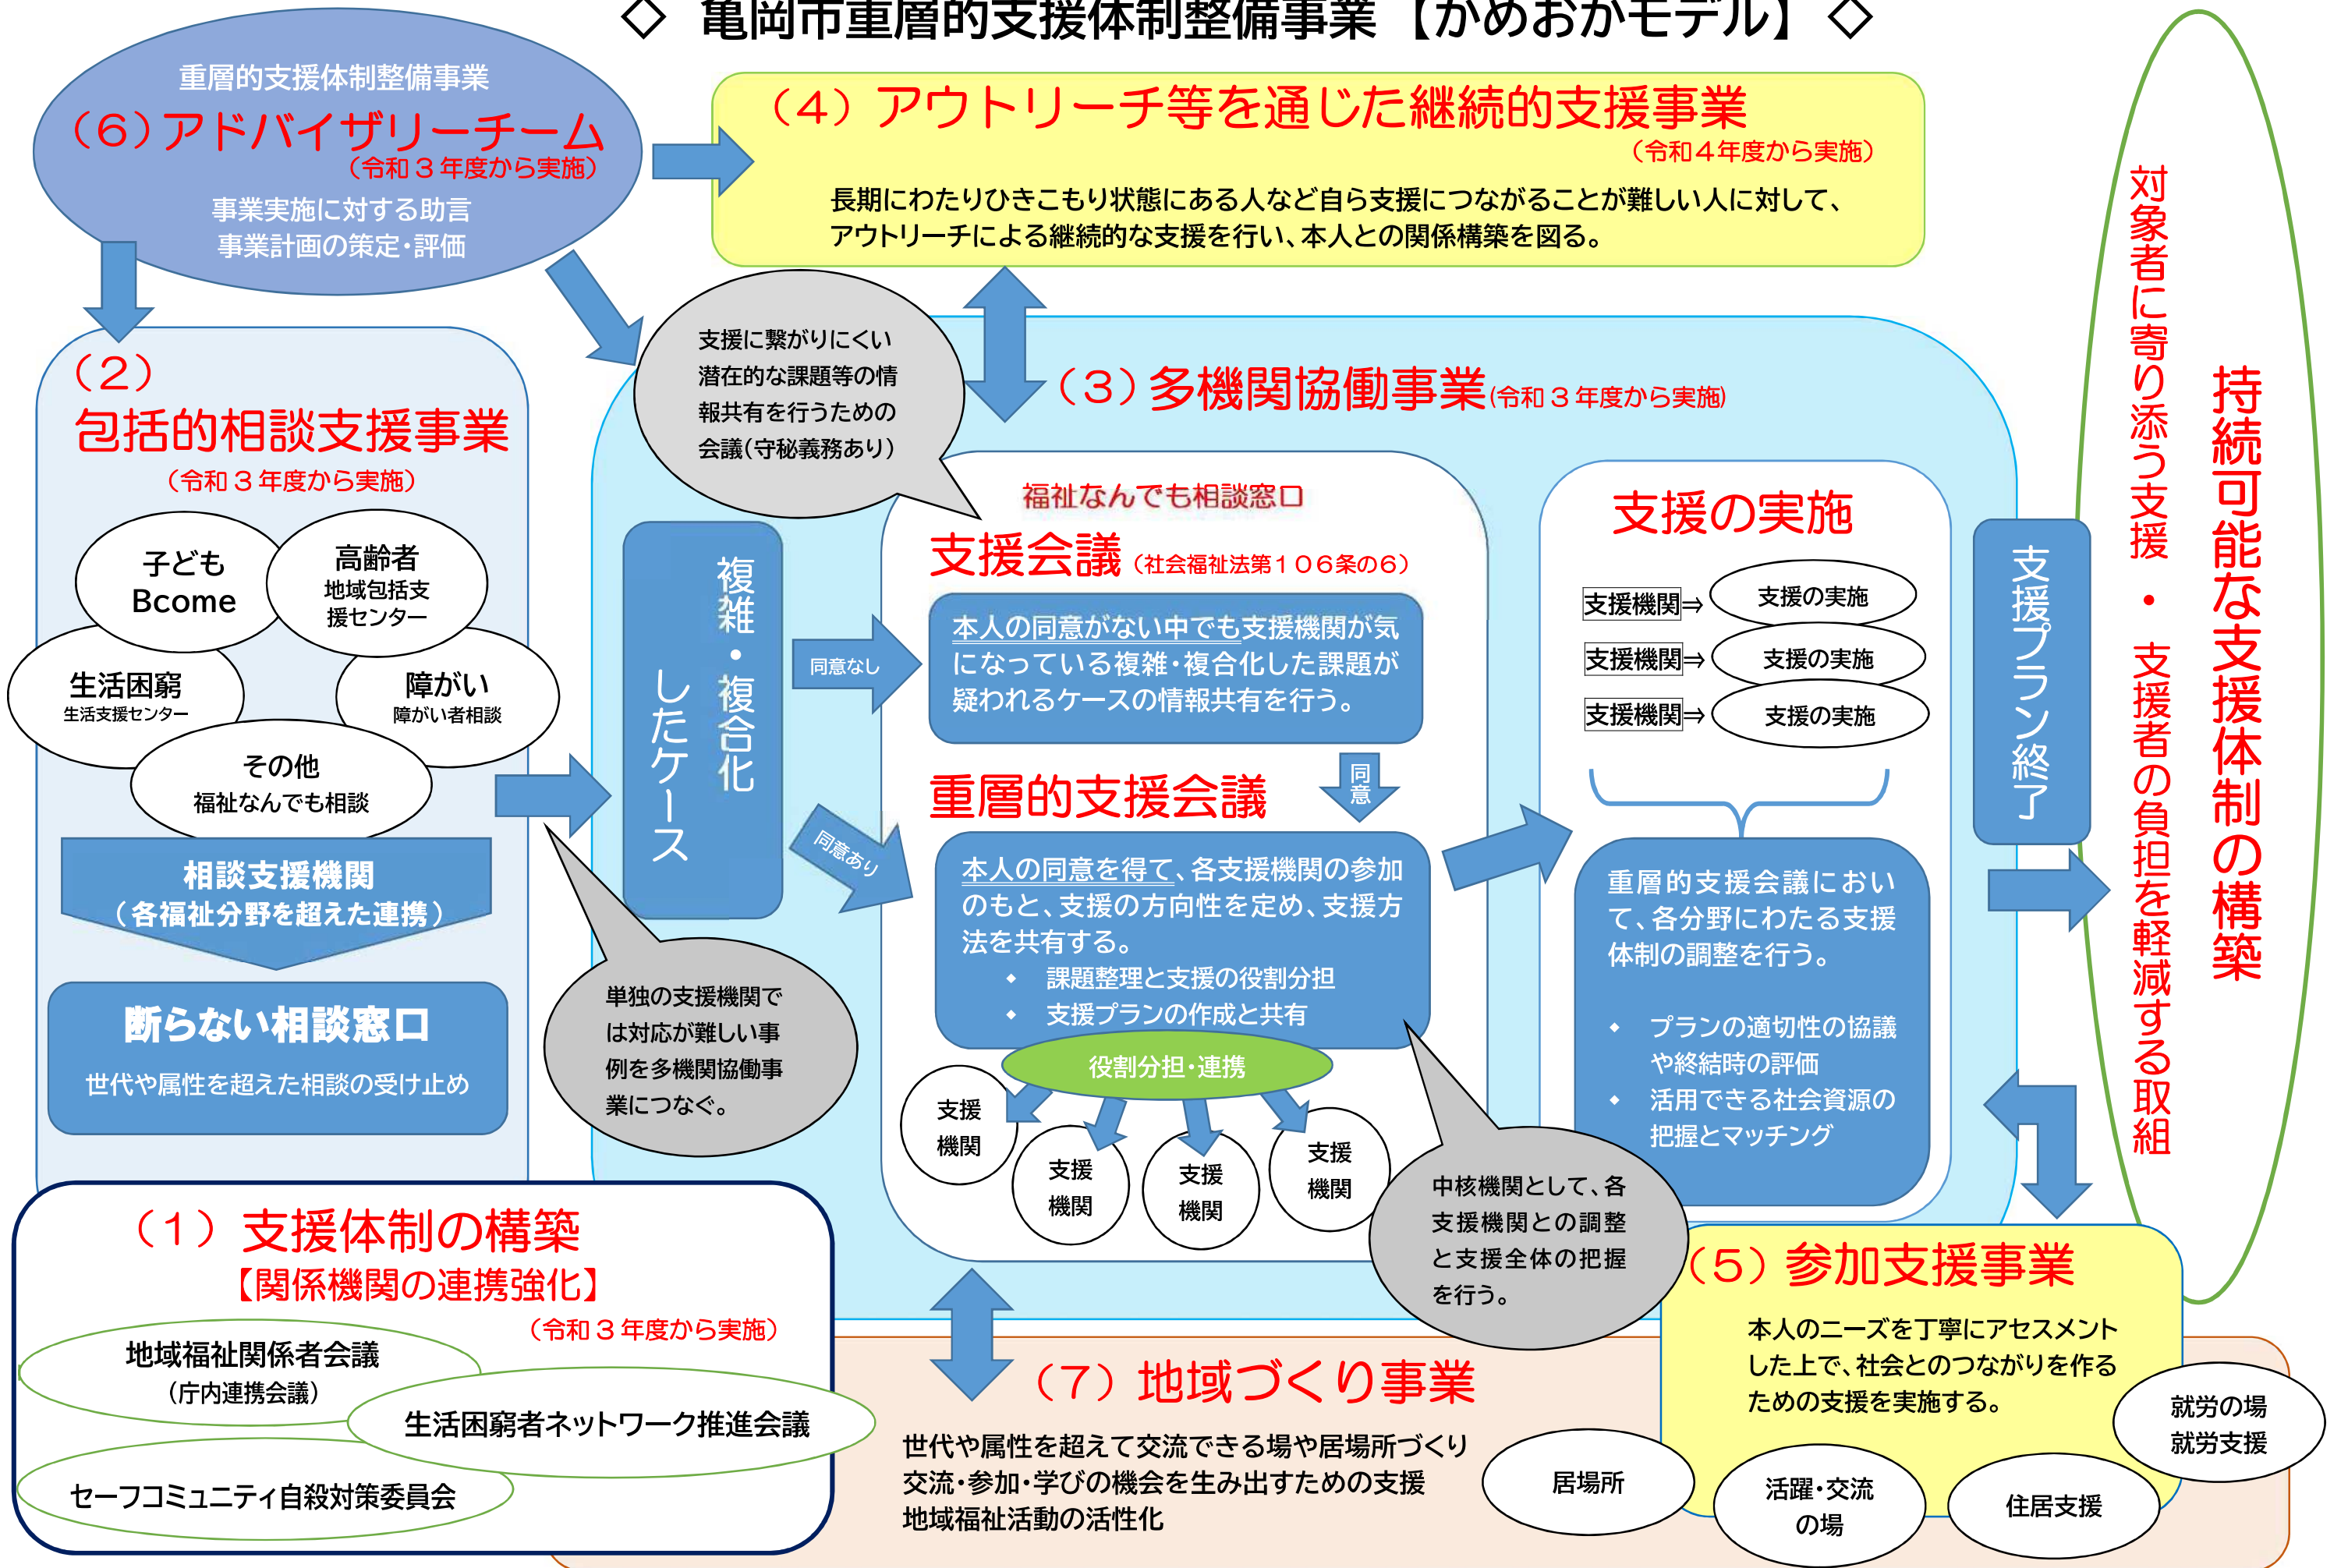 ◇ 亀岡市重層的支援体制整備事業【かめおかモデル】◇
重層的支援体制整備事業
（6）アドバイザリーチーム
（令和３年度から実施）
事業実施に対する助言
事業計画の策定・評価
（4）アウトリーチ等を通じた継続的支援事業
（令和４年度から実施）
長期にわたりひきこもり状態にある人など自ら支援につながることが難しい人に対して、
アウトリーチによる継続的な支援を行い、本人との関係構築を図る。
（2）
包括的相談支援事業
（令和３年度から実施）
子ども
Bcome
高齢者
地域包括支
援センター
生活困窮
生活支援センター
障がい
障がい者相談
その他
福祉なんでも相談
相談支援機関
（各福祉分野を超えた連携）
断らない相談窓口
世代や属性を超えた相談の受け止め
支援に繋がりにくい
潜在的な課題等の情
報共有を行うための
会議（守秘義務あり）
（3）多機関協働事業（令和３年度から実施）
複雑・複合化
したケース
同意なし
同意あり
単独の支援機関で
は対応が難しい事
例を多機関協働事
業につなぐ。
福祉なんでも相談窓口
支援会議（社会福祉法第１０６条の６）
本人の同意がない中でも支援機関が気
になっている複雑・複合化した課題が
疑われるケースの情報共有を行う。
同意
重層的支援会議
本人の同意を得て、各支援機関の参加
のもと、支援の方向性を定め、支援方
法を共有する。
◆ 課題整理と支援の役割分担
◆ 支援プランの作成と共有
役割分担・連携
支援
機関
支援
機関
支援
機関
支援
機関
中核機関として、各
支援機関との調整
と支援全体の把握
を行う。
支援の実施
支援機関⇒ 支援の実施
支援機関⇒ 支援の実施
支援機関⇒ 支援の実施
重層的支援会議におい
て、各分野にわたる支援
体制の調整を行う。
◆ プランの適切性の協議
や終結時の評価
◆ 活用できる社会資源の
把握とマッチング
支援プラン終了
持続可能な支援体制の構築
対象者に寄り添う支援・支援者の負担を軽減する取組
（1）支援体制の構築
【関係機関の連携強化】
（令和３年度から実施）
地域福祉関係者会議
（庁内連携会議）
生活困窮者ネットワーク推進会議
セーフコミュニティ自殺対策委員会
（7）地域づくり事業
世代や属性を超えて交流できる場や居場所づくり
交流・参加・学びの機会を生み出すための支援
地域福祉活動の活性化
（5）参加支援事業
本人のニーズを丁寧にアセスメント
した上で、社会とのつながりを作る
ための支援を実施する。
居場所
活躍・交流
の場
住居支援
就労の場
就労支援